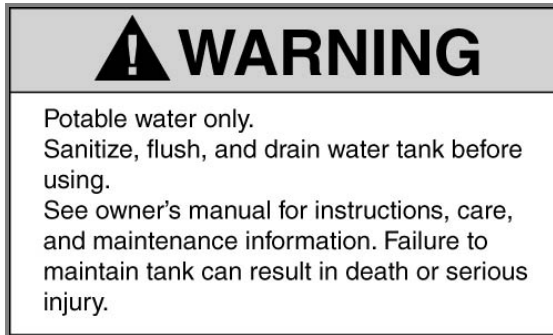 WARNING
Potable water only.
Sanitize, flush, and drain water tank before
using.
See owner's manual for instructions, care,
and maintenance information. Failure to
maintain tank can result in death or serious
injury.